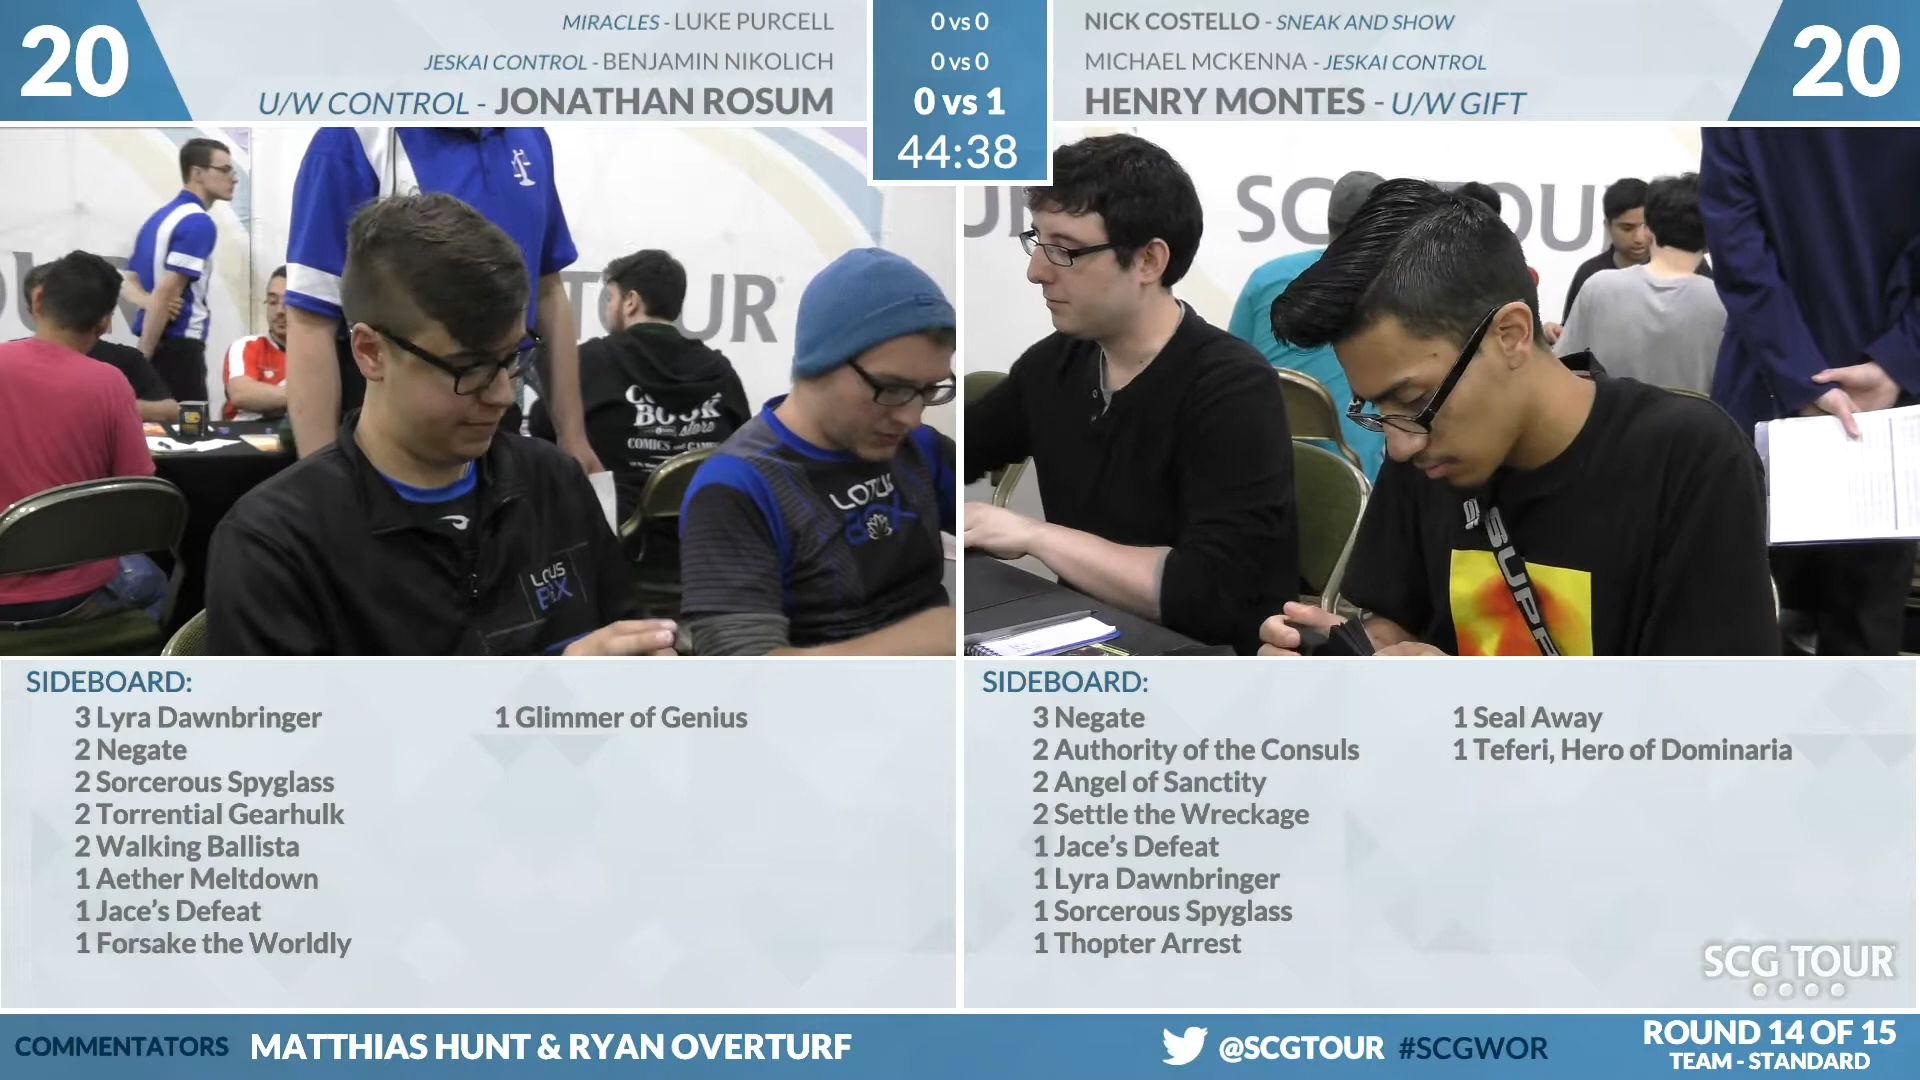 20
MIRACLES - LUKE PURCELL
JESKAI CONTROL - BENJAMIN NIKOLICH
U/W CONTROL - JONATHAN ROSUM
0 vs 0
0 vs 0
0 vs 1
44:38
NICK COSTELLO - SNEAK AND SHOW
MICHAEL MCKENNA - JESKAI CONTROL
HENRY MONTES - U/W GIFT
20
TOUR
BOOK
store
COMICS
LOTUS
BOX
SIDEBOARD:
3 Lyra Dawnbringer
2 Negate
2 Sorcerous Spyglass
2 Torrential Gearhulk
2 Walking Ballista
1 Aether Meltdown
1 Jace's Defeat
1 Forsake the Worldly
1 Glimmer of Genius
SIDEBOARD:
3 Negate
2 Authority of the Consuls
2 Angel of Sanctity
2 Settle the Wreckage
1 Jace's Defeat
1 Lyra Dawnbringer
1 Sorcerous Spyglass
1 Thopter Arrest
1 Seal Away
1 Teferi, Hero of Dominaria
SCG TOUR
COMMENTATORS MATTHIAS HUNT & RYAN OVERTURF
@SCGTOUR #SCGWOR
ROUND 14 OF 15
TEAM - STANDARD